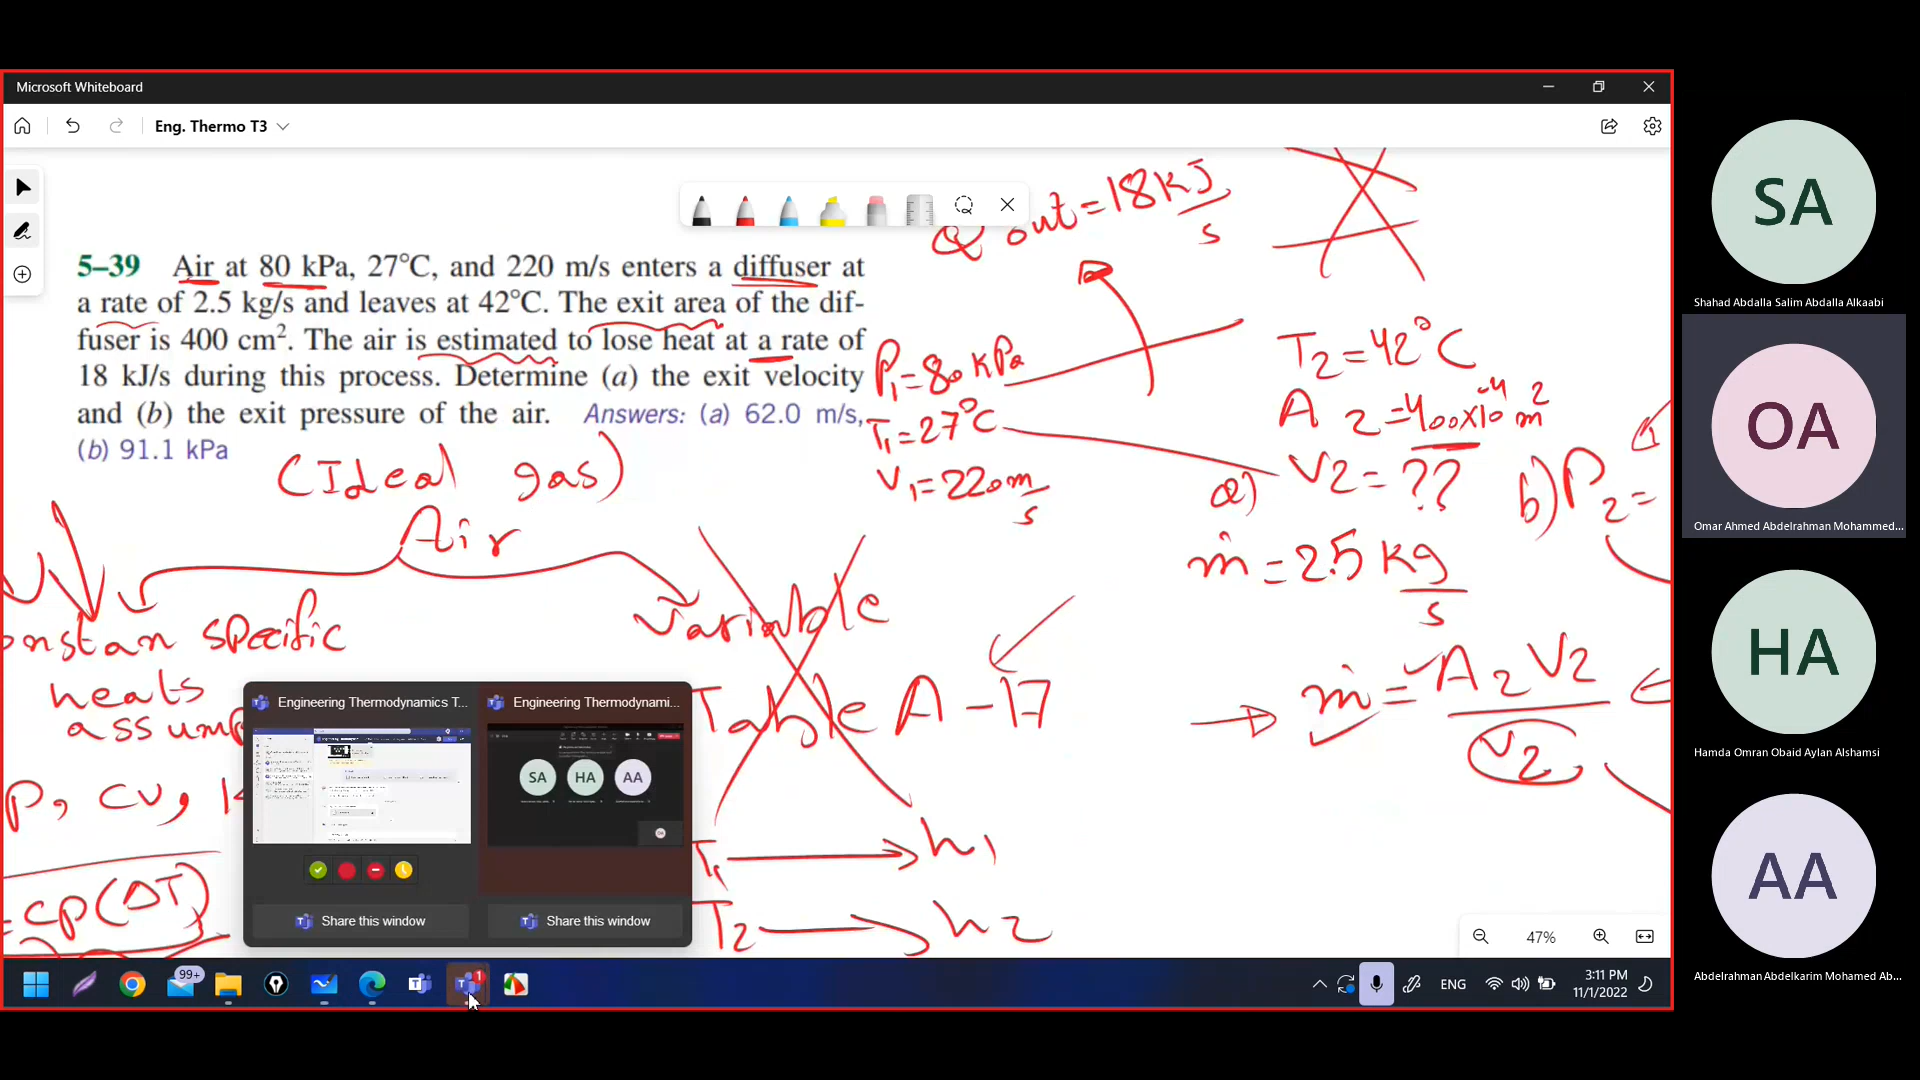 Microsoft Whiteboard
Eng. Thermo T3
5–39 Air at 80 kPa, 27°C, and 220 m/s enters a diffuser at
a rate of 2.5 kg/s and leaves at 42°C. The exit area of the dif-
fuser is 400 cm². The air is estimated to lose heat at a rate of
18 kJ/s during this process. Determine (a) the exit velocity
and (b) the exit pressure of the air. Answers: (a) 62.0 m/s,
(b) 91.1 kPa
(Ideal gas)
Air
onstan specific
heats
assump
P, cv, k
=cp(ΔT)
Variable
Table A-17
T1 → h1
T2 → h2
Q out=18 kJ/s
P1=80 kPa
T1=27°C
V1=220 m/s
T2=42°C
A2=400x10^-4 m²
a) V2=??
b) P2=
ṁ=2.5 kg/s
→ ṁ=A2 V2/v2
Engineering Thermodynamics T...
Engineering Thermodynami...
SA
HA
AA
Share this window
Share this window
47%
99+
1
ENG
3:11 PM
11/1/2022
SA
Shahad Abdalla Salim Abdalla Alkaabi
OA
Omar Ahmed Abdelrahman Mohammed...
HA
Hamda Omran Obaid Aylan Alshamsi
AA
Abdelrahman Abdelkarim Mohamed Ab...